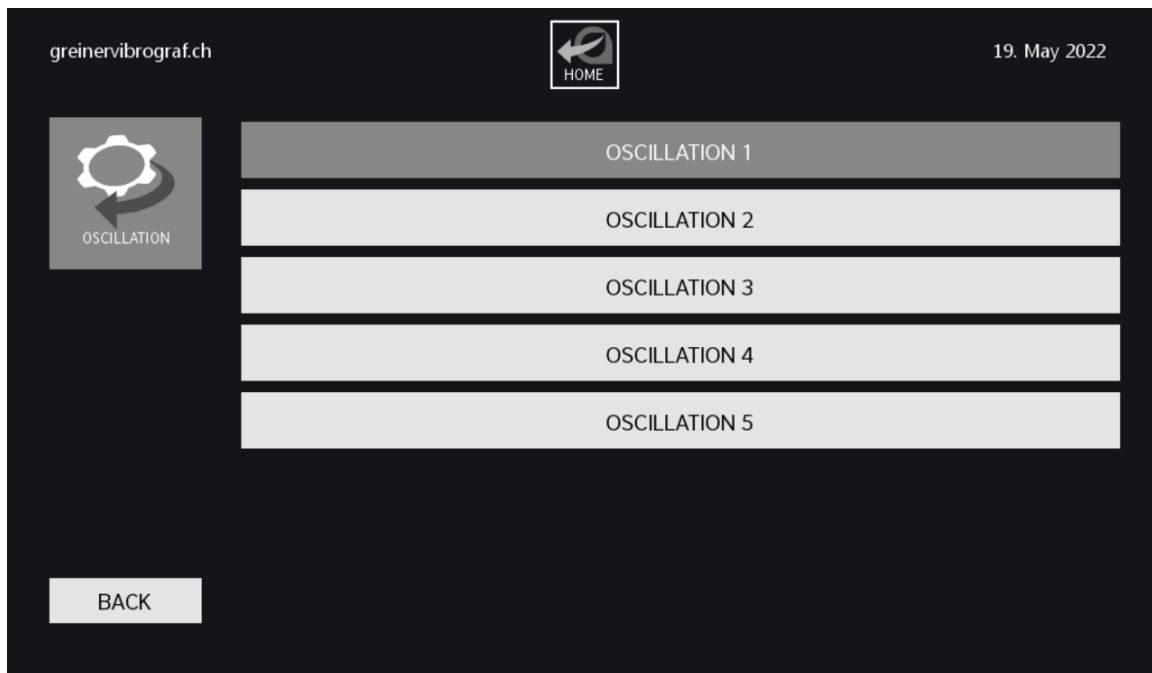 greinervibrograf.ch
HOME
19. May 2022
OSCILLATION
OSCILLATION 1
OSCILLATION 2
OSCILLATION 3
OSCILLATION 4
OSCILLATION 5
BACK